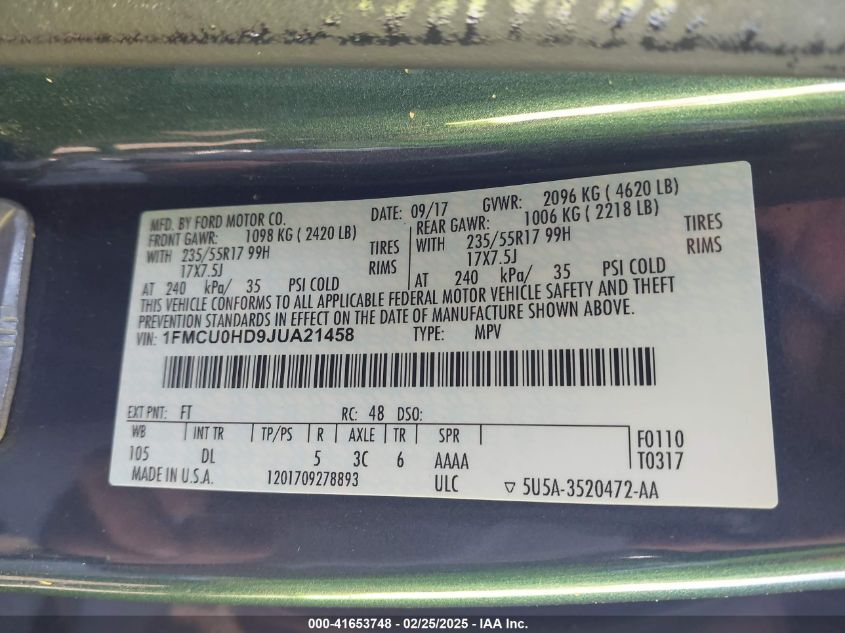 MFD. BY FORD MOTOR CO. DATE: 09/17 GVWR: 2096 KG ( 4620 LB)
FRONT GAWR: 1098 KG ( 2420 LB) REAR GAWR: 1006 KG ( 2218 LB)
WITH 235/55R17 99H TIRES WITH 235/55R17 99H TIRES
17X7.5J RIMS 17X7.5J RIMS
AT 240 kPa/ 35 PSI COLD AT 240 kPa/ 35 PSI COLD
THIS VEHICLE CONFORMS TO ALL APPLICABLE FEDERAL MOTOR VEHICLE SAFETY AND THEFT
PREVENTION STANDARDS IN EFFECT ON THE DATE OF MANUFACTURE SHOWN ABOVE.
VIN: 1FMCU0HD9JUA21458 TYPE: MPV
EXT PNT: FT RC: 48 DSO:
WB INT TR TP/PS R AXLE TR SPR F0110
105 DL 5 3C 6 AAAA T0317
MADE IN U.S.A. 1201709278893 ULC ▽ 5U5A-3520472-AA
000-41653748 - 02/25/2025 - IAA Inc.